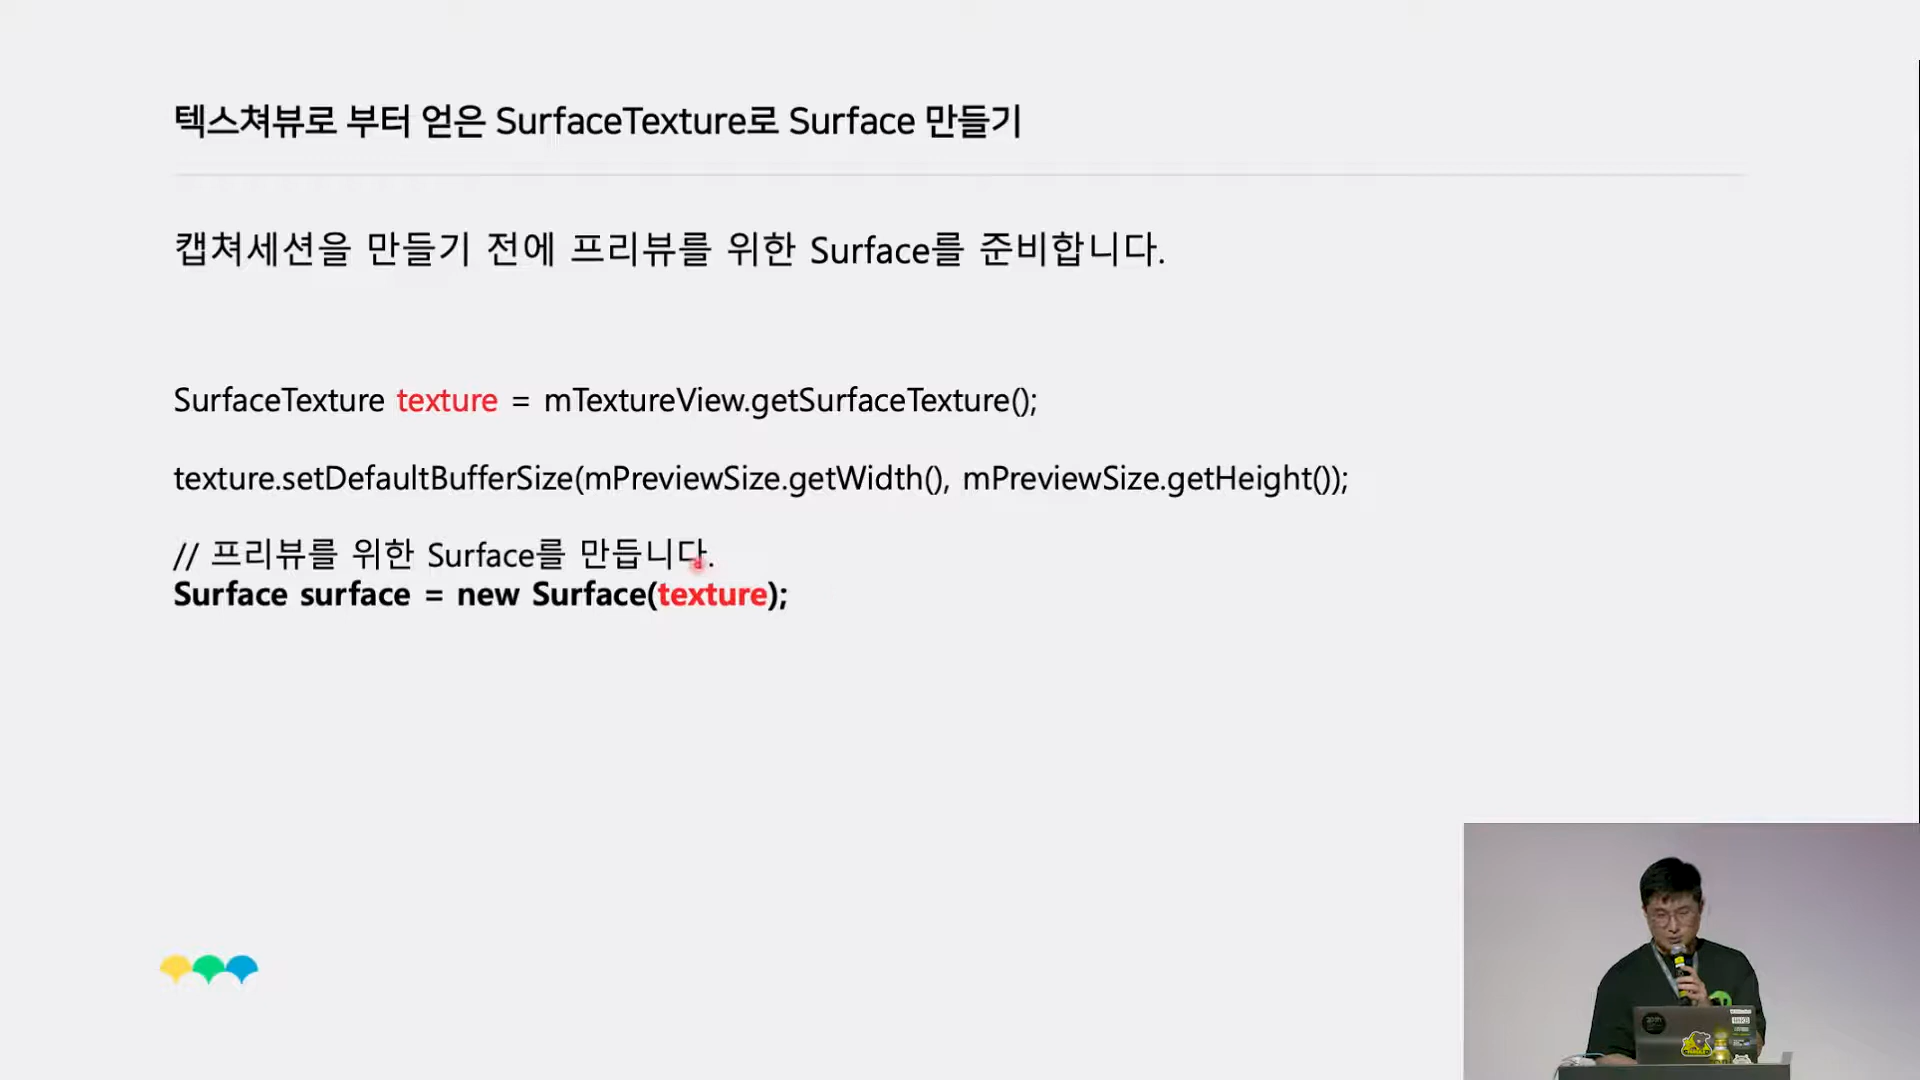 텍스쳐뷰로 부터 얻은 SurfaceTexture로 Surface 만들기
캡쳐세션을 만들기 전에 프리뷰를 위한 Surface를 준비합니다.
SurfaceTexture texture = mTextureView.getSurfaceTexture();
texture.setDefaultBufferSize(mPreviewSize.getWidth(), mPreviewSize.getHeight());
// 프리뷰를 위한 Surface를 만듭니다.
Surface surface = new Surface(texture);